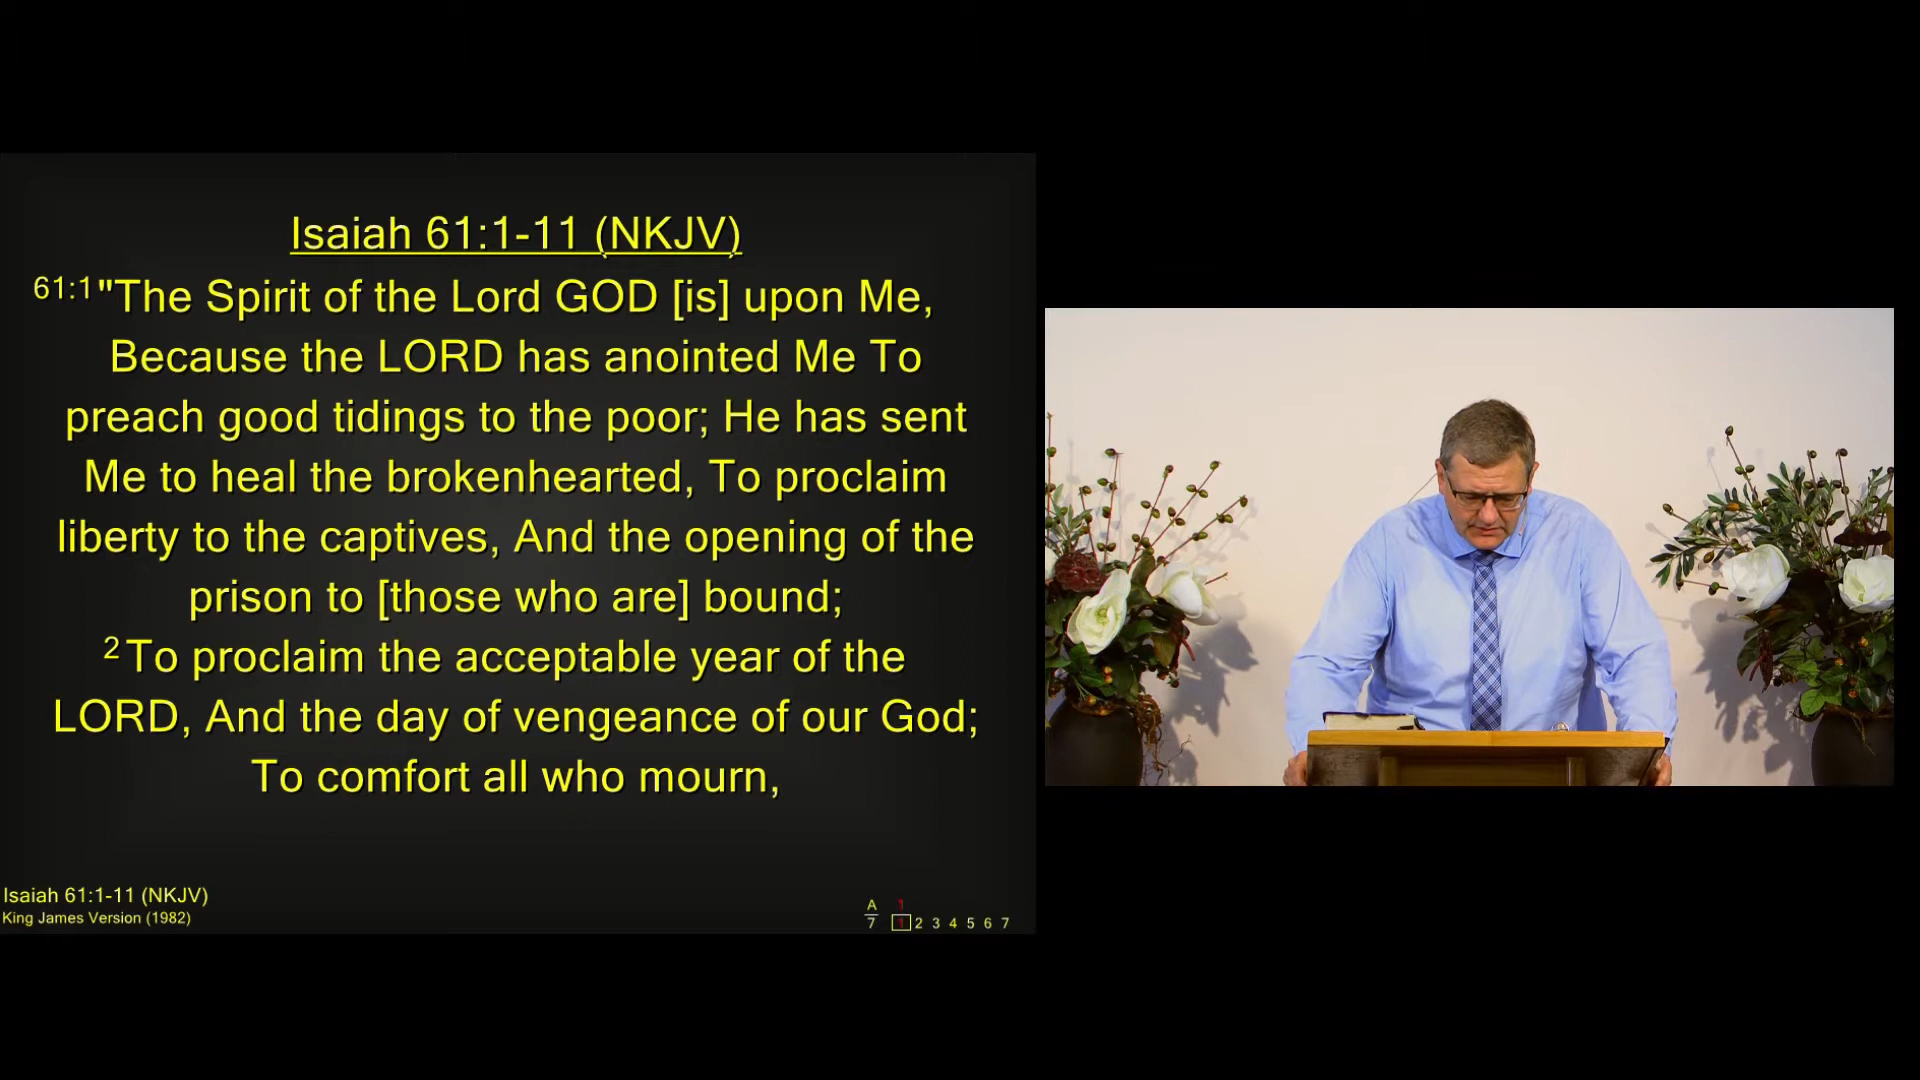 Isaiah 61:1-11 (NKJV)
61:1 "The Spirit of the Lord GOD [is] upon Me,
Because the LORD has anointed Me To
preach good tidings to the poor; He has sent
Me to heal the brokenhearted, To proclaim
liberty to the captives, And the opening of the
prison to [those who are] bound;
2 To proclaim the acceptable year of the
LORD, And the day of vengeance of our God;
To comfort all who mourn,
Isaiah 61:1-11 (NKJV)
King James Version (1982)
A 1
7 1 2 3 4 5 6 7